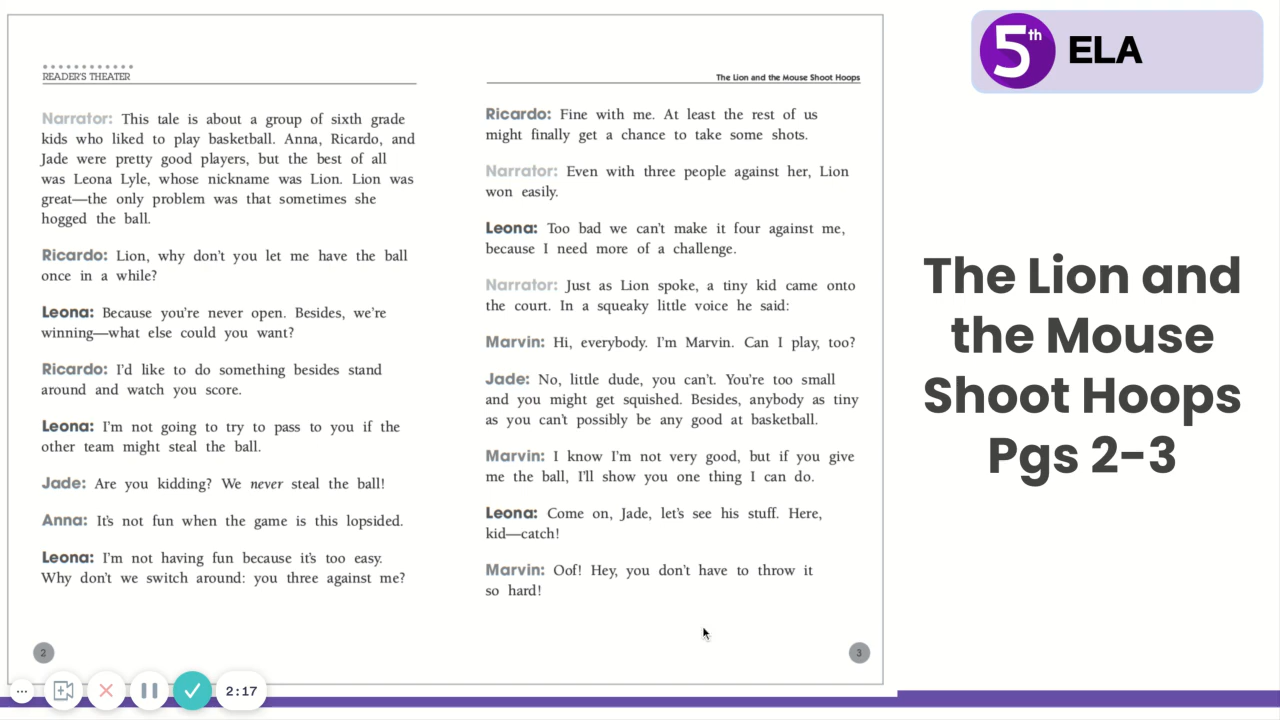 READER'S THEATER
Narrator: This tale is about a group of sixth grade
kids who liked to play basketball. Anna, Ricardo, and
Jade were pretty good players, but the best of all
was Leona Lyle, whose nickname was Lion. Lion was
great—the only problem was that sometimes she
hogged the ball.
Ricardo: Lion, why don't you let me have the ball
once in a while?
Leona: Because you're never open. Besides, we're
winning—what else could you want?
Ricardo: I'd like to do something besides stand
around and watch you score.
Leona: I'm not going to try to pass to you if the
other team might steal the ball.
Jade: Are you kidding? We never steal the ball!
Anna: It's not fun when the game is this lopsided.
Leona: I'm not having fun because it's too easy.
Why don't we switch around: you three against me?
2
The Lion and the Mouse Shoot Hoops
Ricardo: Fine with me. At least the rest of us
might finally get a chance to take some shots.
Narrator: Even with three people against her, Lion
won easily.
Leona: Too bad we can't make it four against me,
because I need more of a challenge.
Narrator: Just as Lion spoke, a tiny kid came onto
the court. In a squeaky little voice he said:
Marvin: Hi, everybody. I'm Marvin. Can I play, too?
Jade: No, little dude, you can't. You're too small
and you might get squished. Besides, anybody as tiny
as you can't possibly be any good at basketball.
Marvin: I know I'm not very good, but if you give
me the ball, I'll show you one thing I can do.
Leona: Come on, Jade, let's see his stuff. Here,
kid—catch!
Marvin: Oof! Hey, you don't have to throw it
so hard!
3
5th ELA
The Lion and
the Mouse
Shoot Hoops
Pgs 2-3
2:17